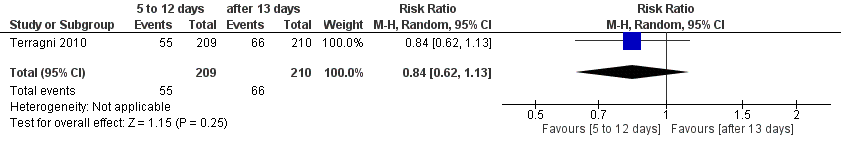 5 to 12 days after 13 days Risk Ratio Risk Ratio
Study or Subgroup Events Total Events Total Weight M-H, Random, 95% CI M-H, Random, 95% CI
Terragni 2010 55 209 66 210 100.0% 0.84 [0.62, 1.13]
Total (95% CI) 209 210 100.0% 0.84 [0.62, 1.13]
Total events 55 66
Heterogeneity: Not applicable
Test for overall effect: Z = 1.15 (P = 0.25)
0.5 0.7 1 1.5 2
Favours [5 to 12 days] Favours [after 13 days]